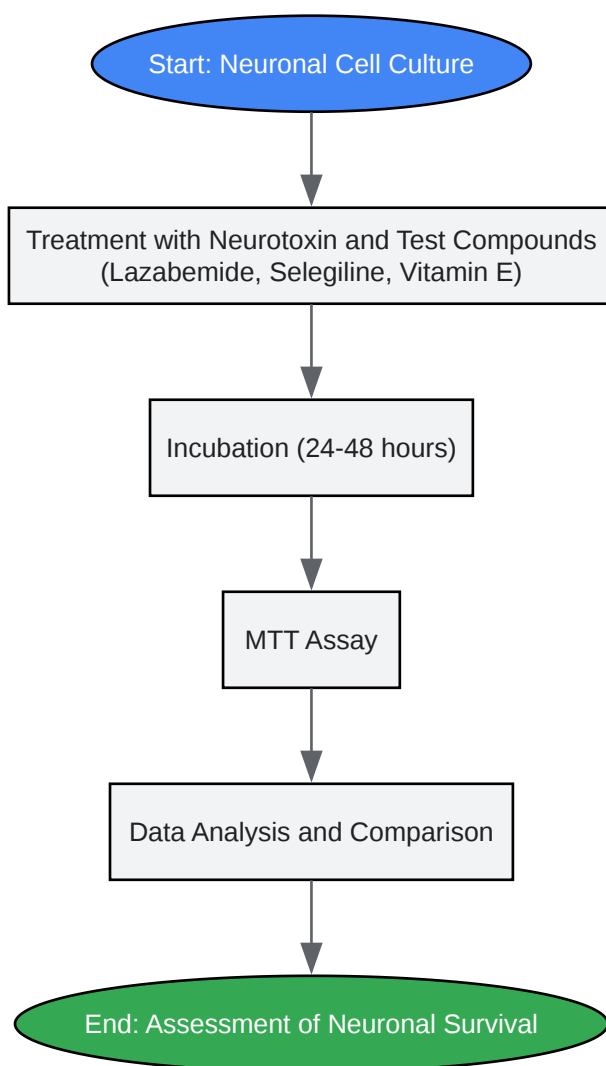 Start: Neuronal Cell Culture
Treatment with Neurotoxin and Test Compounds
(Lazabemide, Selegiline, Vitamin E)
Incubation (24-48 hours)
MTT Assay
Data Analysis and Comparison
End: Assessment of Neuronal Survival